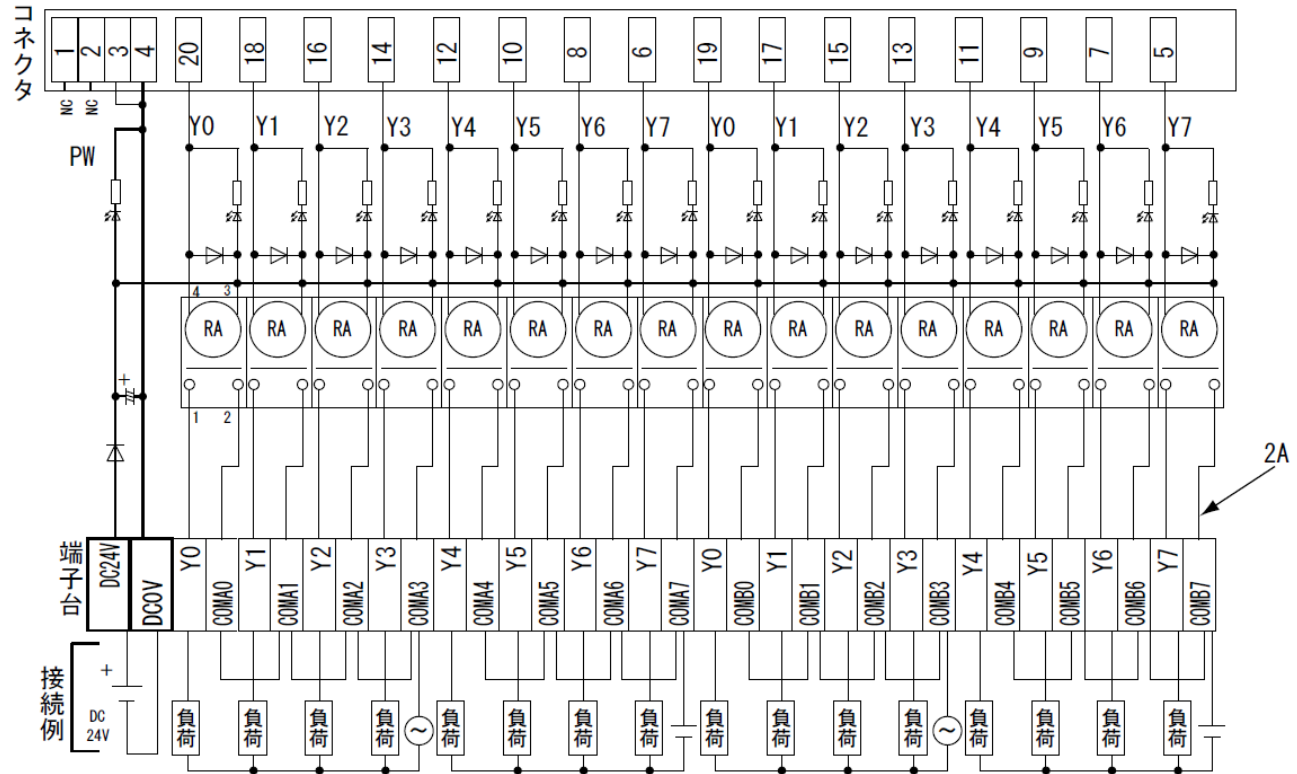 コネクタ
1 2 3 4 20 18 16 14 12 10 8 6 19 17 15 13 11 9 7 5
NC NC
PW
Y0 Y1 Y2 Y3 Y4 Y5 Y6 Y7 Y0 Y1 Y2 Y3 Y4 Y5 Y6 Y7
4 3
RA RA RA RA RA RA RA RA RA RA RA RA RA RA RA RA
+
1 2
2A
端子台
DC24V DC0V Y0 COMA0 Y1 COMA1 Y2 COMA2 Y3 COMA3 Y4 COMA4 Y5 COMA5 Y6 COMA6 Y7 COMA7 Y0 COMB0 Y1 COMB1 Y2 COMB2 Y3 COMB3 Y4 COMB4 Y5 COMB5 Y6 COMB6 Y7 COMB7
接続例
+
DC
24V
負荷 負荷 負荷 負荷 ~ 負荷 負荷 負荷 負荷 負荷 負荷 負荷 負荷 ~ 負荷 負荷 負荷 負荷